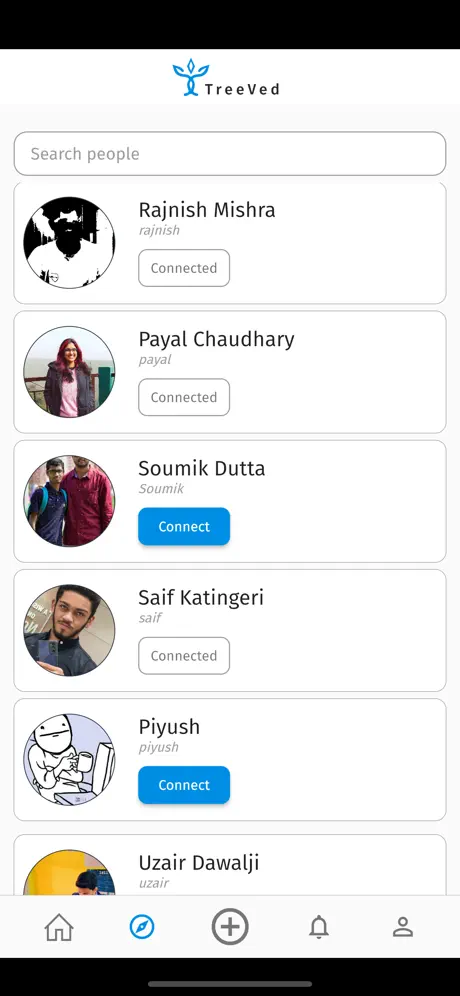 TreeVed
Search people
Rajnish Mishra
rajnish
Connected
Payal Chaudhary
payal
Connected
Soumik Dutta
Soumik
Connect
Saif Katingeri
saif
Connected
Piyush
piyush
Connect
Uzair Dawalji
uzair